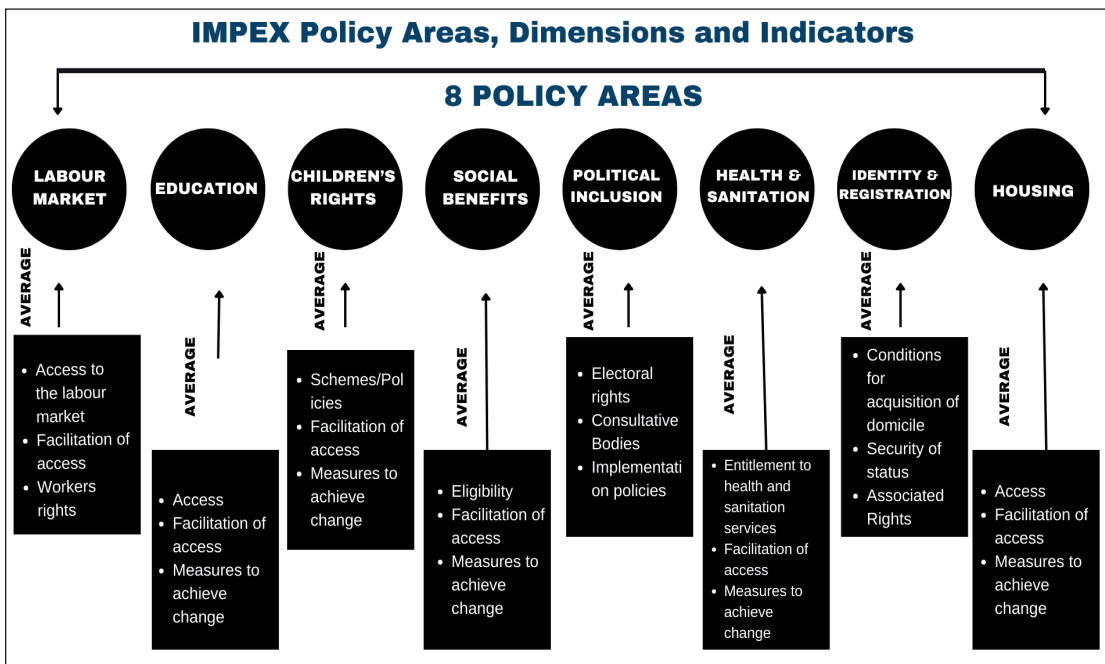 IMPEX Policy Areas, Dimensions and Indicators
8 POLICY AREAS
LABOUR
MARKET
EDUCATION
CHILDREN'S
RIGHTS
SOCIAL
BENEFITS
POLITICAL
INCLUSION
HEALTH &
SANITATION
IDENTITY &
REGISTRATION
HOUSING
AVERAGE
• Access to
the labour
market
• Facilitation of
access
• Workers
rights
AVERAGE
• Access
• Facilitation of
access
• Measures to
achieve
change
AVERAGE
• Schemes/Pol
icies
• Facilitation of
access
• Measures to
achieve
change
AVERAGE
• Eligibility
• Facilitation of
access
• Measures to
achieve
change
AVERAGE
• Electoral
rights
• Consultative
Bodies
• Implementati
on policies
AVERAGE
• Entitlement to
health and
sanitation
services
• Facilitation of
access
• Measures to
achieve
change
AVERAGE
• Conditions
for
acquisition of
domicile
• Security of
status
• Associated
Rights
AVERAGE
• Access
• Facilitation of
access
• Measures to
achieve
change